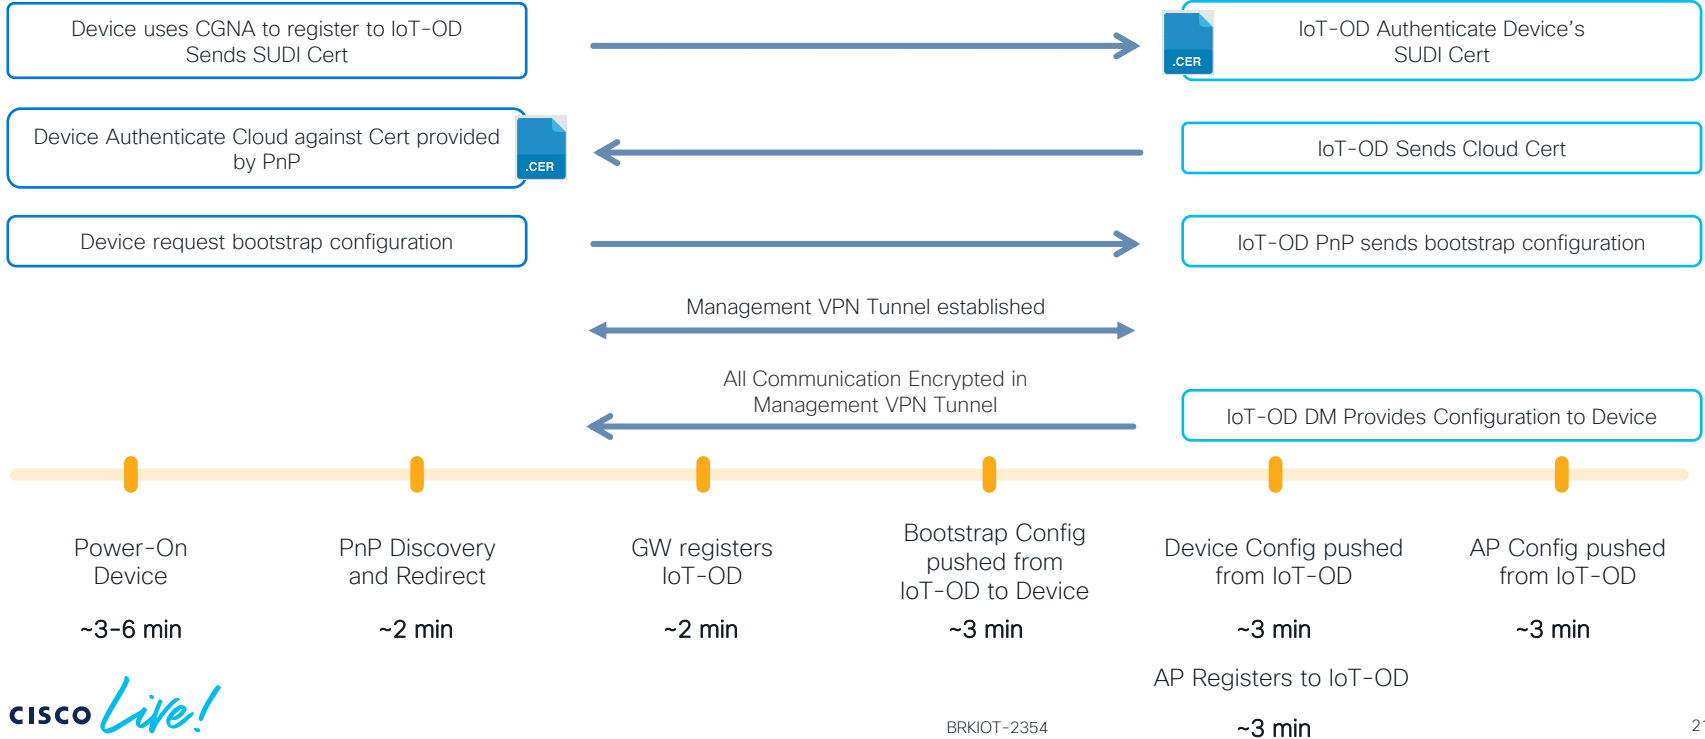 Device uses CGNA to register to IoT-OD
Sends SUDI Cert
.CER
IoT-OD Authenticate Device's
SUDI Cert
Device Authenticate Cloud against Cert provided
by PnP
.CER
IoT-OD Sends Cloud Cert
Device request bootstrap configuration
IoT-OD PnP sends bootstrap configuration
Management VPN Tunnel established
All Communication Encrypted in
Management VPN Tunnel
IoT-OD DM Provides Configuration to Device
Power-On
Device
~3-6 min
PnP Discovery
and Redirect
~2 min
GW registers
IoT-OD
~2 min
Bootstrap Config
pushed from
IoT-OD to Device
~3 min
Device Config pushed
from IoT-OD
~3 min
AP Registers to IoT-OD
~3 min
AP Config pushed
from IoT-OD
~3 min
CISCO Live!
BRKIOT-2354